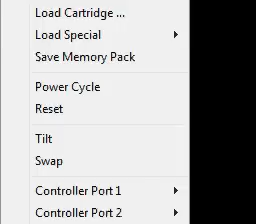 Load Cartridge ...
Load Special
Save Memory Pack
Power Cycle
Reset
Tilt
Swap
Controller Port 1
Controller Port 2